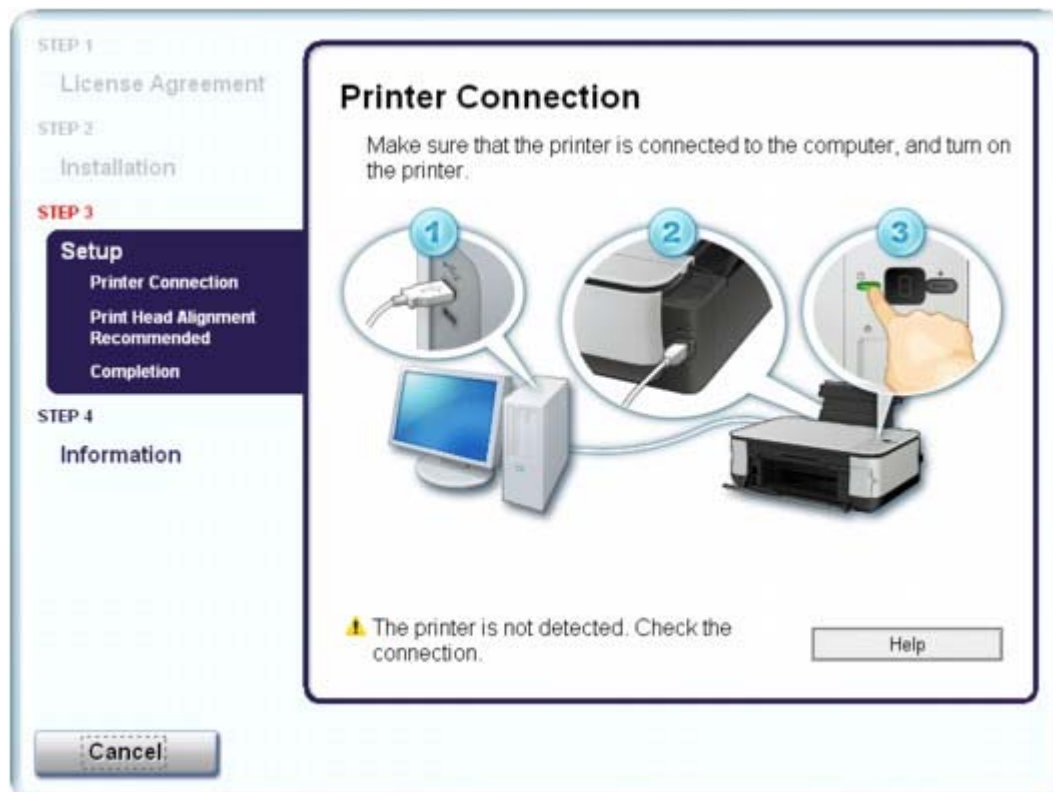 STEP 1
License Agreement
STEP 2
Installation
STEP 3
Setup
Printer Connection
Print Head Alignment
Recommended
Completion
STEP 4
Information
Printer Connection
Make sure that the printer is connected to the computer, and turn on
the printer.
1
2
3
The printer is not detected. Check the
connection.
Help
Cancel